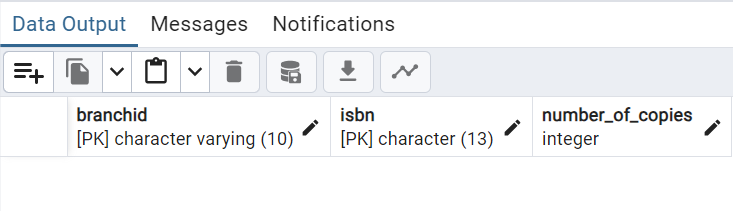 Data Output Messages Notifications
branchid isbn number_of_copies
[PK] character varying (10) [PK] character (13) integer